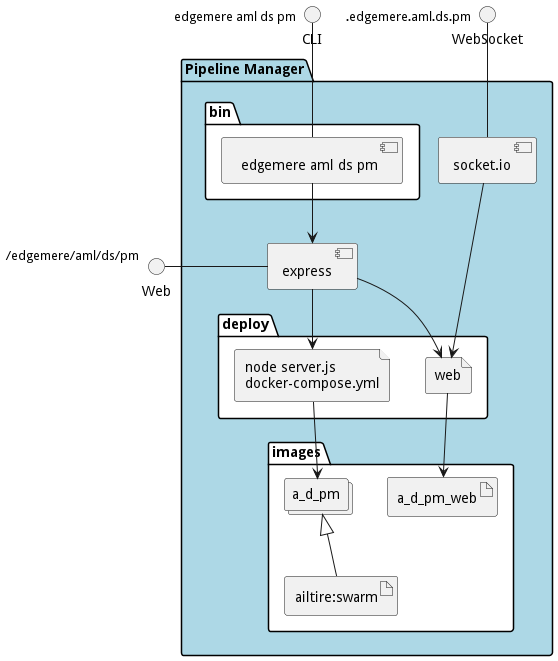 edgemere aml ds pm
CLI
.edgemere.aml.ds.pm
WebSocket
Pipeline Manager
bin
edgemere aml ds pm
socket.io
/edgemere/aml/ds/pm
Web
express
deploy
node server.js
docker-compose.yml
web
images
a_d_pm
a_d_pm_web
ailtire:swarm